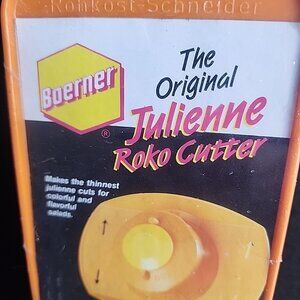 Rohkost-Schneider
Boerner
®
The
Original
Julienne
Roko Cutter
Makes the thinnest
julienne cuts for
colorful and
flavorful
salads.